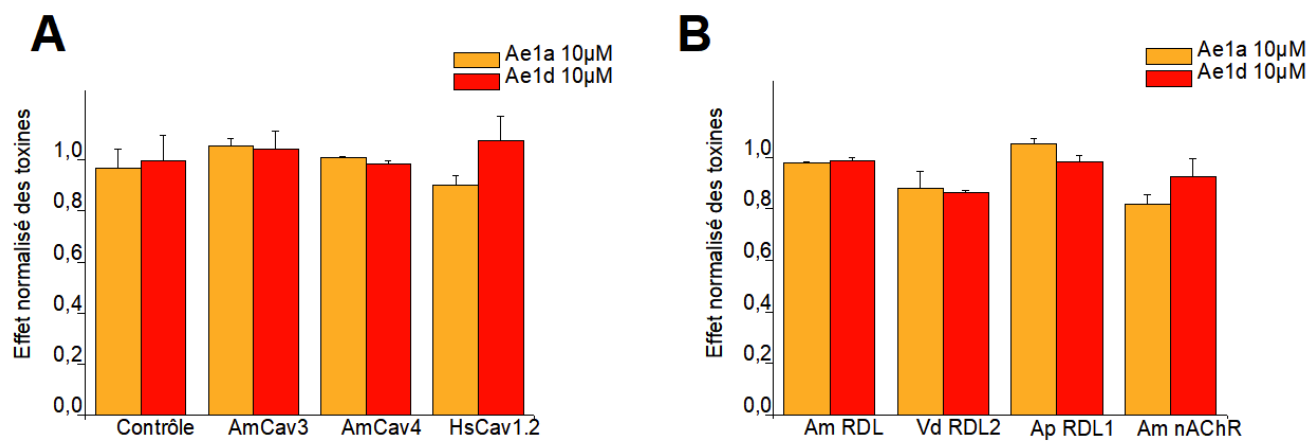 A
Ae1a 10µM
Ae1d 10µM
Effet normalisé des toxines
1,0
0,8
0,6
0,4
0,2
0,0
Contrôle AmCav3 AmCav4 HsCav1.2
B
Ae1a 10µM
Ae1d 10µM
Effet normalisé des toxines
1,0
0,8
0,6
0,4
0,2
0,0
Am RDL Vd RDL2 Ap RDL1 Am nAChR